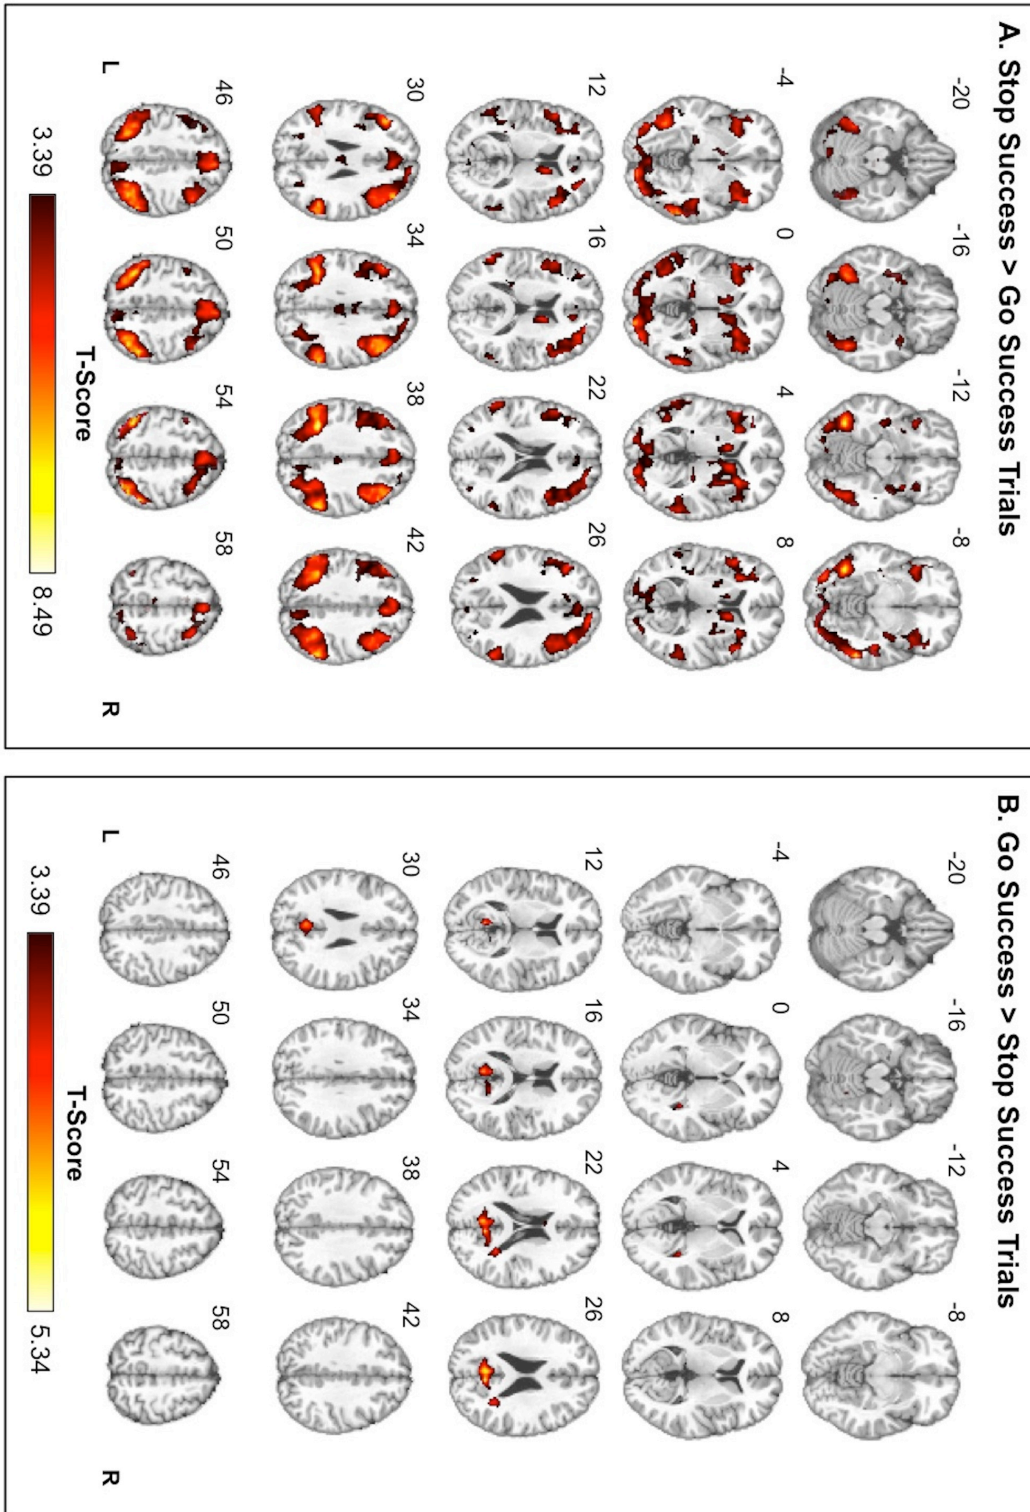 A. Stop Success > Go Success Trials
-20 -16 -12 -8
-4 0 4 8
12 16 22 26
30 34 38 42
46 50 54 58
L R
T-Score
3.39 8.49
B. Go Success > Stop Success Trials
-20 -16 -12 -8
-4 0 4 8
12 16 22 26
30 34 38 42
46 50 54 58
L R
T-Score
3.39 5.34